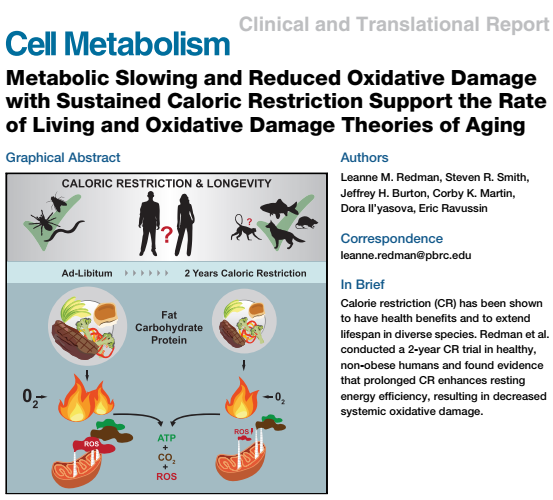 Clinical and Translational Report
Cell Metabolism
Metabolic Slowing and Reduced Oxidative Damage
with Sustained Caloric Restriction Support the Rate
of Living and Oxidative Damage Theories of Aging
Graphical Abstract
CALORIC RESTRICTION & LONGEVITY
?
?
Ad-Libitum
2 Years Caloric Restriction
Fat
Carbohydrate
Protein
O₂
O₂
ROS
ROS
ATP
+
CO₂
+
ROS
Authors
Leanne M. Redman, Steven R. Smith,
Jeffrey H. Burton, Corby K. Martin,
Dora Il'yasova, Eric Ravussin
Correspondence
leanne.redman@pbrc.edu
In Brief
Calorie restriction (CR) has been shown
to have health benefits and to extend
lifespan in diverse species. Redman et al.
conducted a 2-year CR trial in healthy,
non-obese humans and found evidence
that prolonged CR enhances resting
energy efficiency, resulting in decreased
systemic oxidative damage.